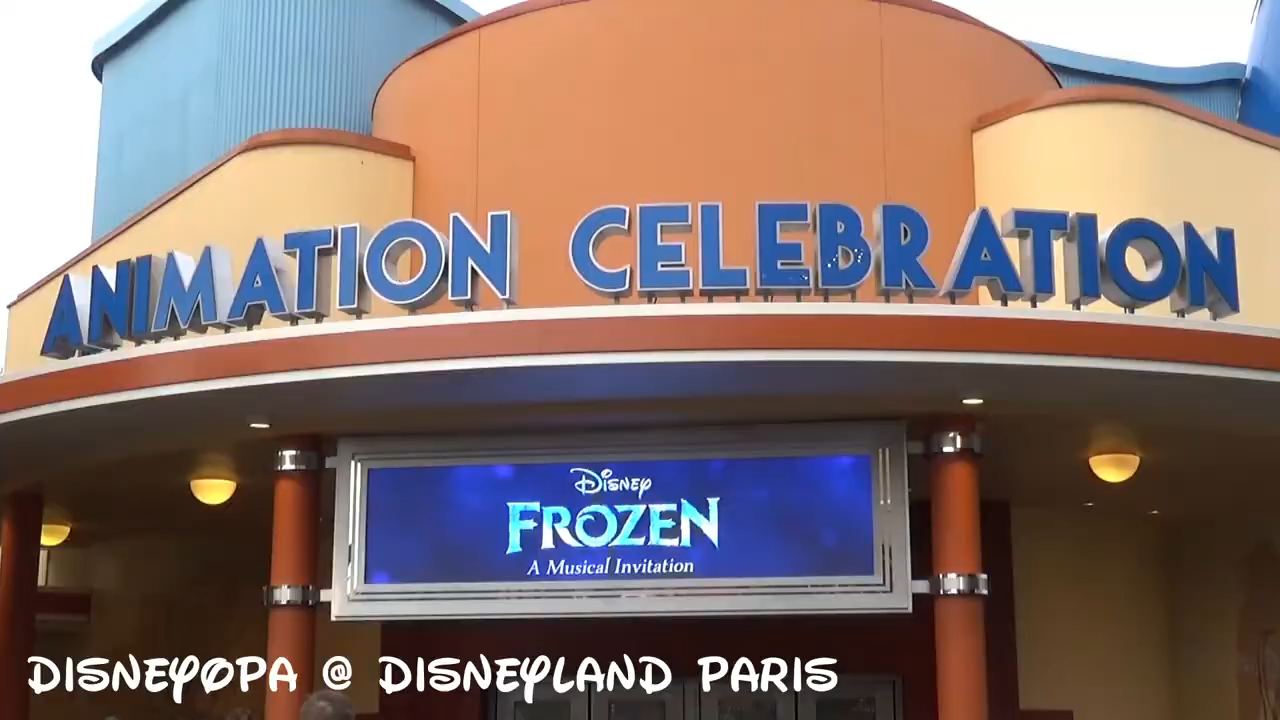 ANIMATION CELEBRATION
Disney
FROZEN
A Musical Invitation
DISNEYOPA @ DISNEYLAND PARIS